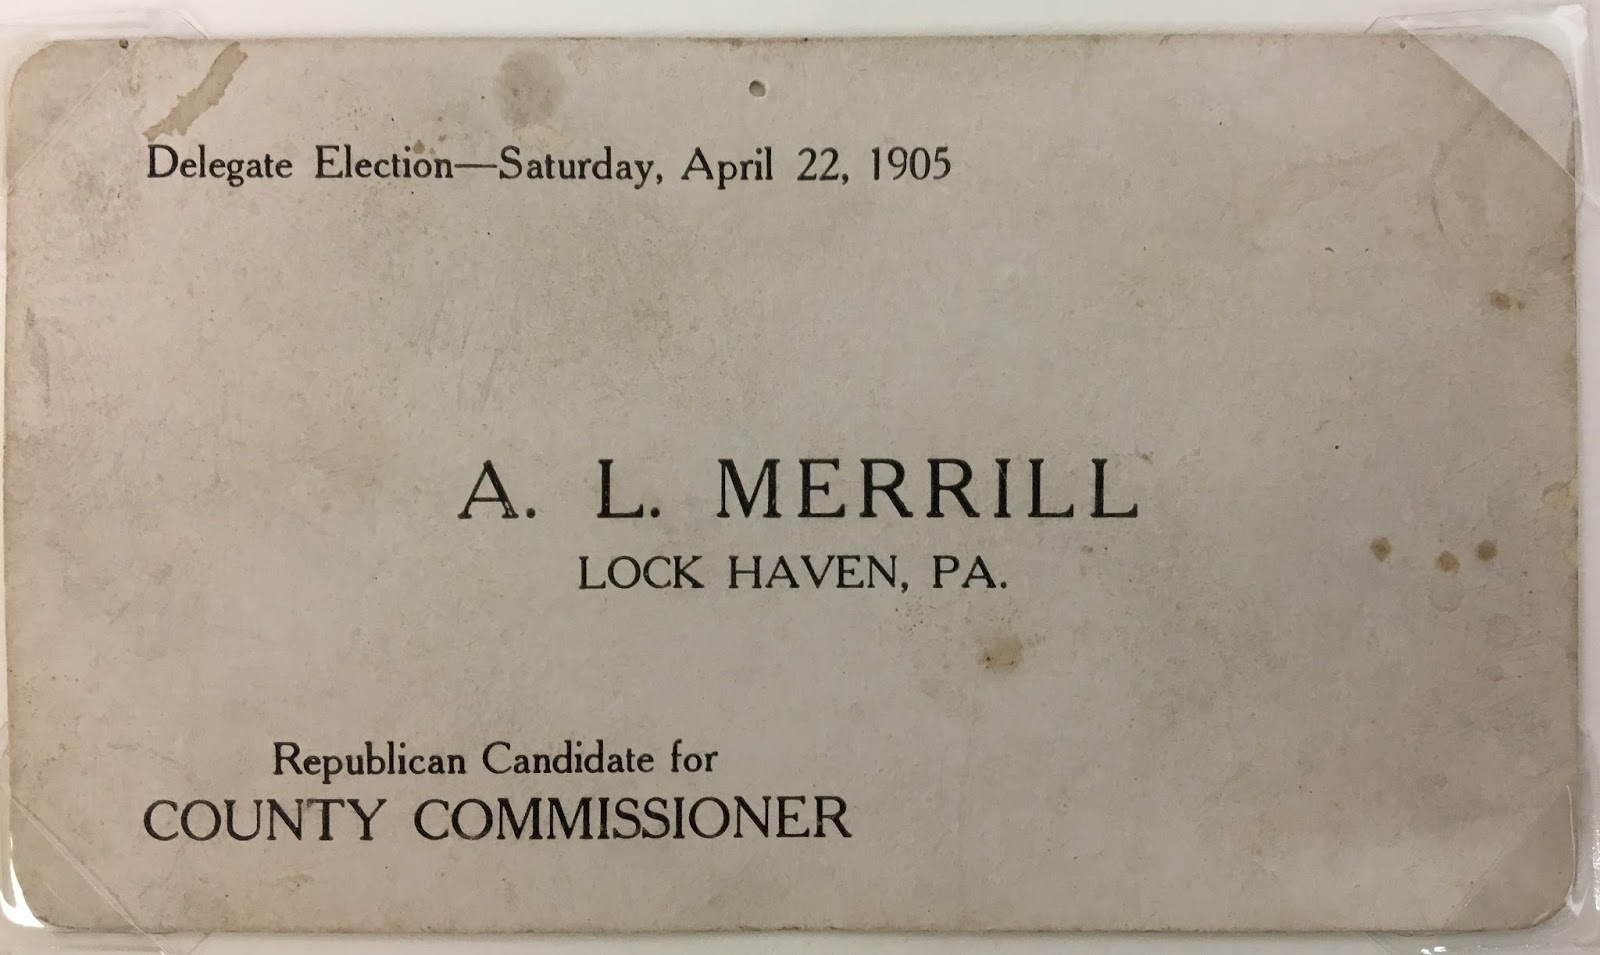 Delegate Election—Saturday, April 22, 1905
A. L. MERRILL
LOCK HAVEN, PA.
Republican Candidate for
COUNTY COMMISSIONER